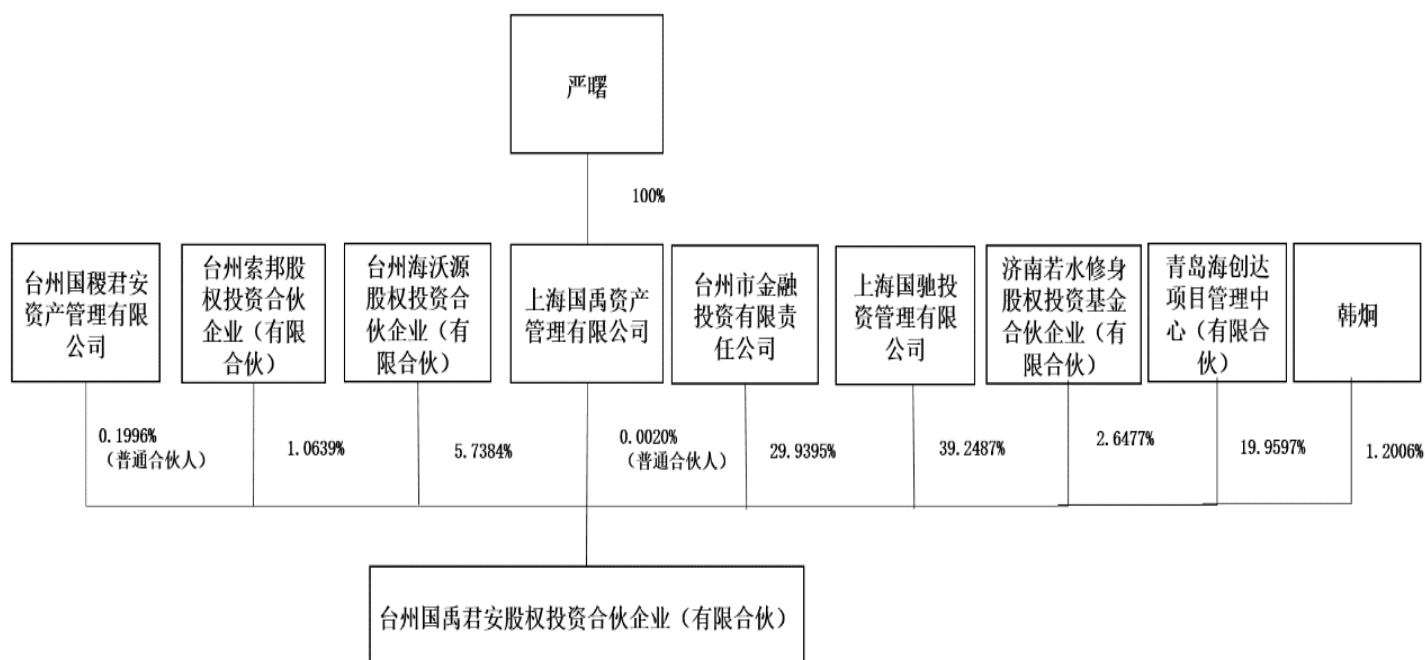 严曙
100%
台州国稷君安
资产管理有限
公司
台州索邦股
权投资合伙
企业（有限
合伙）
台州海沃源
股权投资合
伙企业（有
限合伙）
上海国禹资产
管理有限公司
台州市金融
投资有限责
任公司
上海国驰投
资管理有限
公司
济南若水修身
股权投资基金
合伙企业（有
限合伙）
青岛海创达
项目管理中
心（有限合
伙）
韩炯
0.1996%
（普通合伙人）
1.0639%
5.7384%
0.0020%
（普通合伙人）
29.9395%
39.2487%
2.6477%
19.9597%
1.2006%
台州国禹君安股权投资合伙企业（有限合伙）